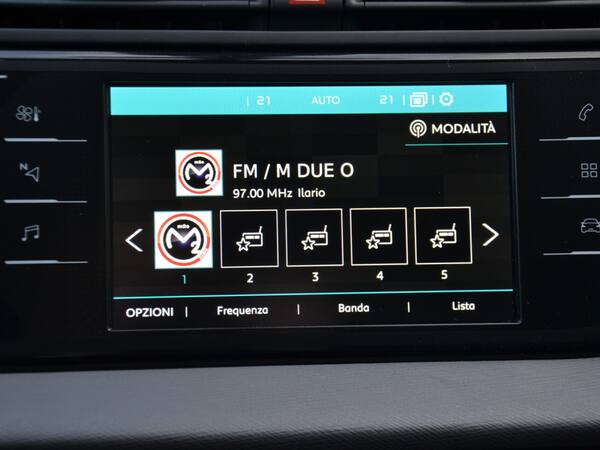 21 AUTO 21
MODALITÀ
FM / M DUE O
97.00 MHz Ilario
1 2 3 4 5
OPZIONI Frequenza Banda Lista
N